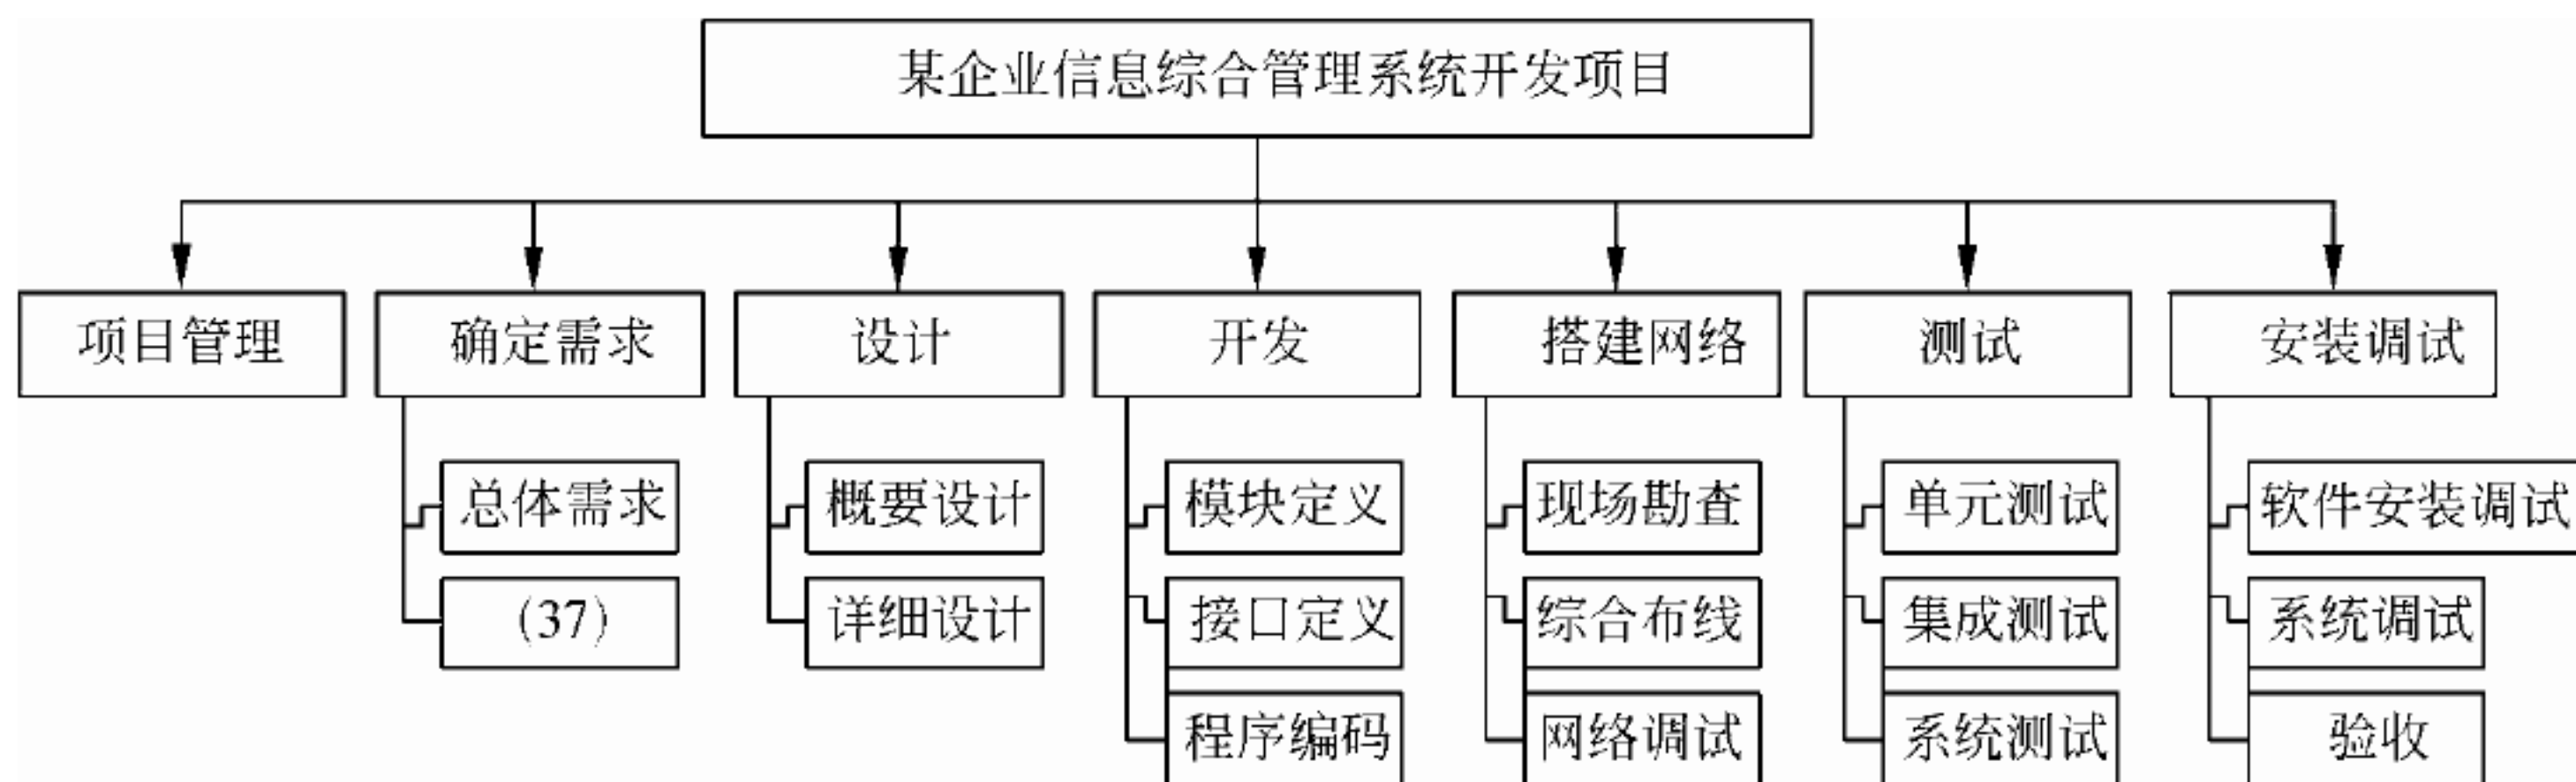 某企业信息综合管理系统开发项目
项目管理
确定需求
设计
开发
搭建网络
测试
安装调试
总体需求
概要设计
模块定义
现场勘查
单元测试
软件安装调试
(37)
详细设计
接口定义
综合布线
集成测试
系统调试
程序编码
网络调试
系统测试
验收